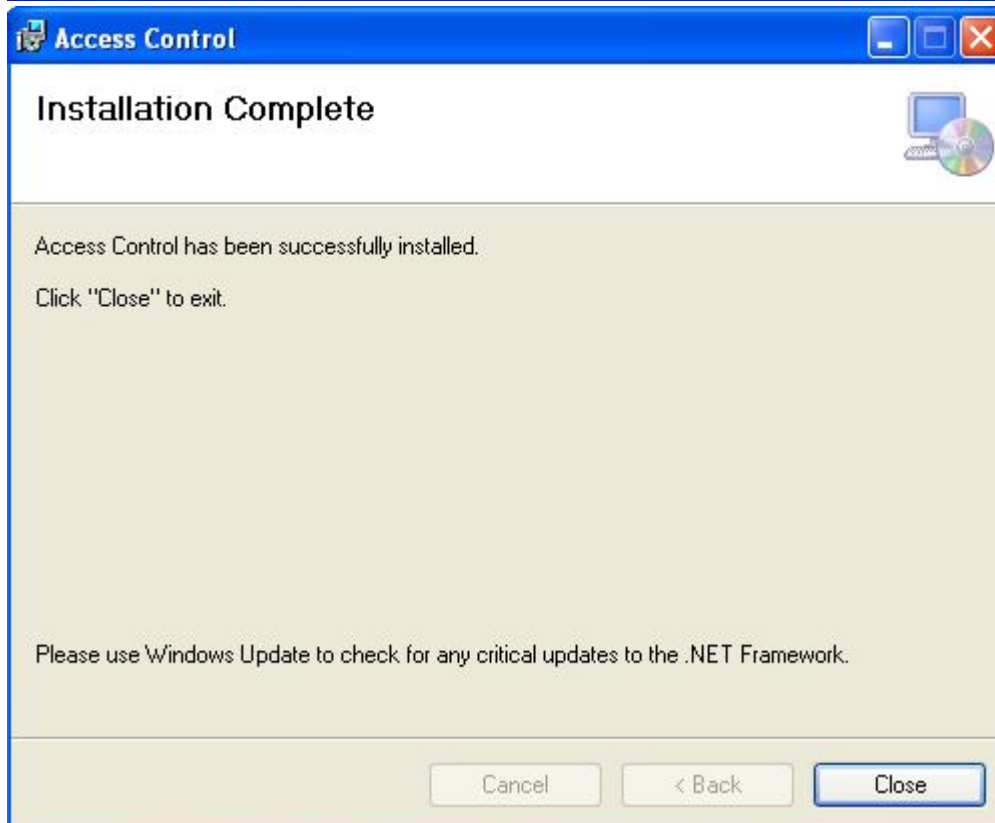 Access Control
Installation Complete
Access Control has been successfully installed.
Click "Close" to exit.
Please use Windows Update to check for any critical updates to the .NET Framework.
Cancel
< Back
Close